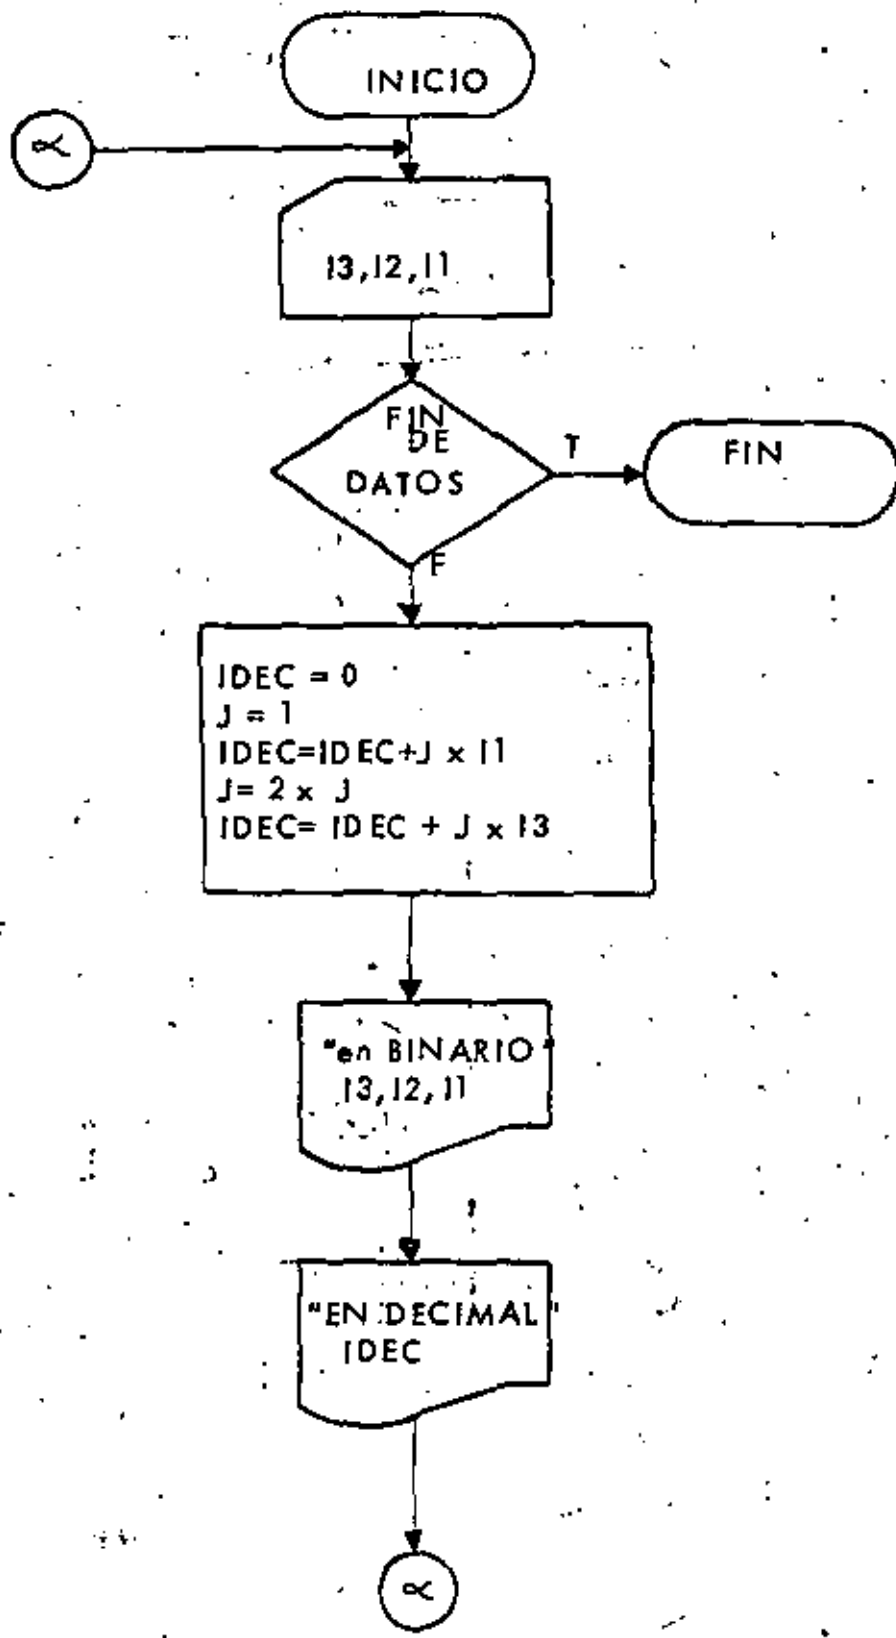 INICIO
α
I3,I2,I1
FIN
DE
DATOS
T
FIN
F
IDEC = 0
J = 1
IDEC=IDEC+J x I1
J= 2 x J
IDEC= IDEC + J x I3
"en BINARIO"
I3,I2,I1
"EN DECIMAL"
IDEC
α